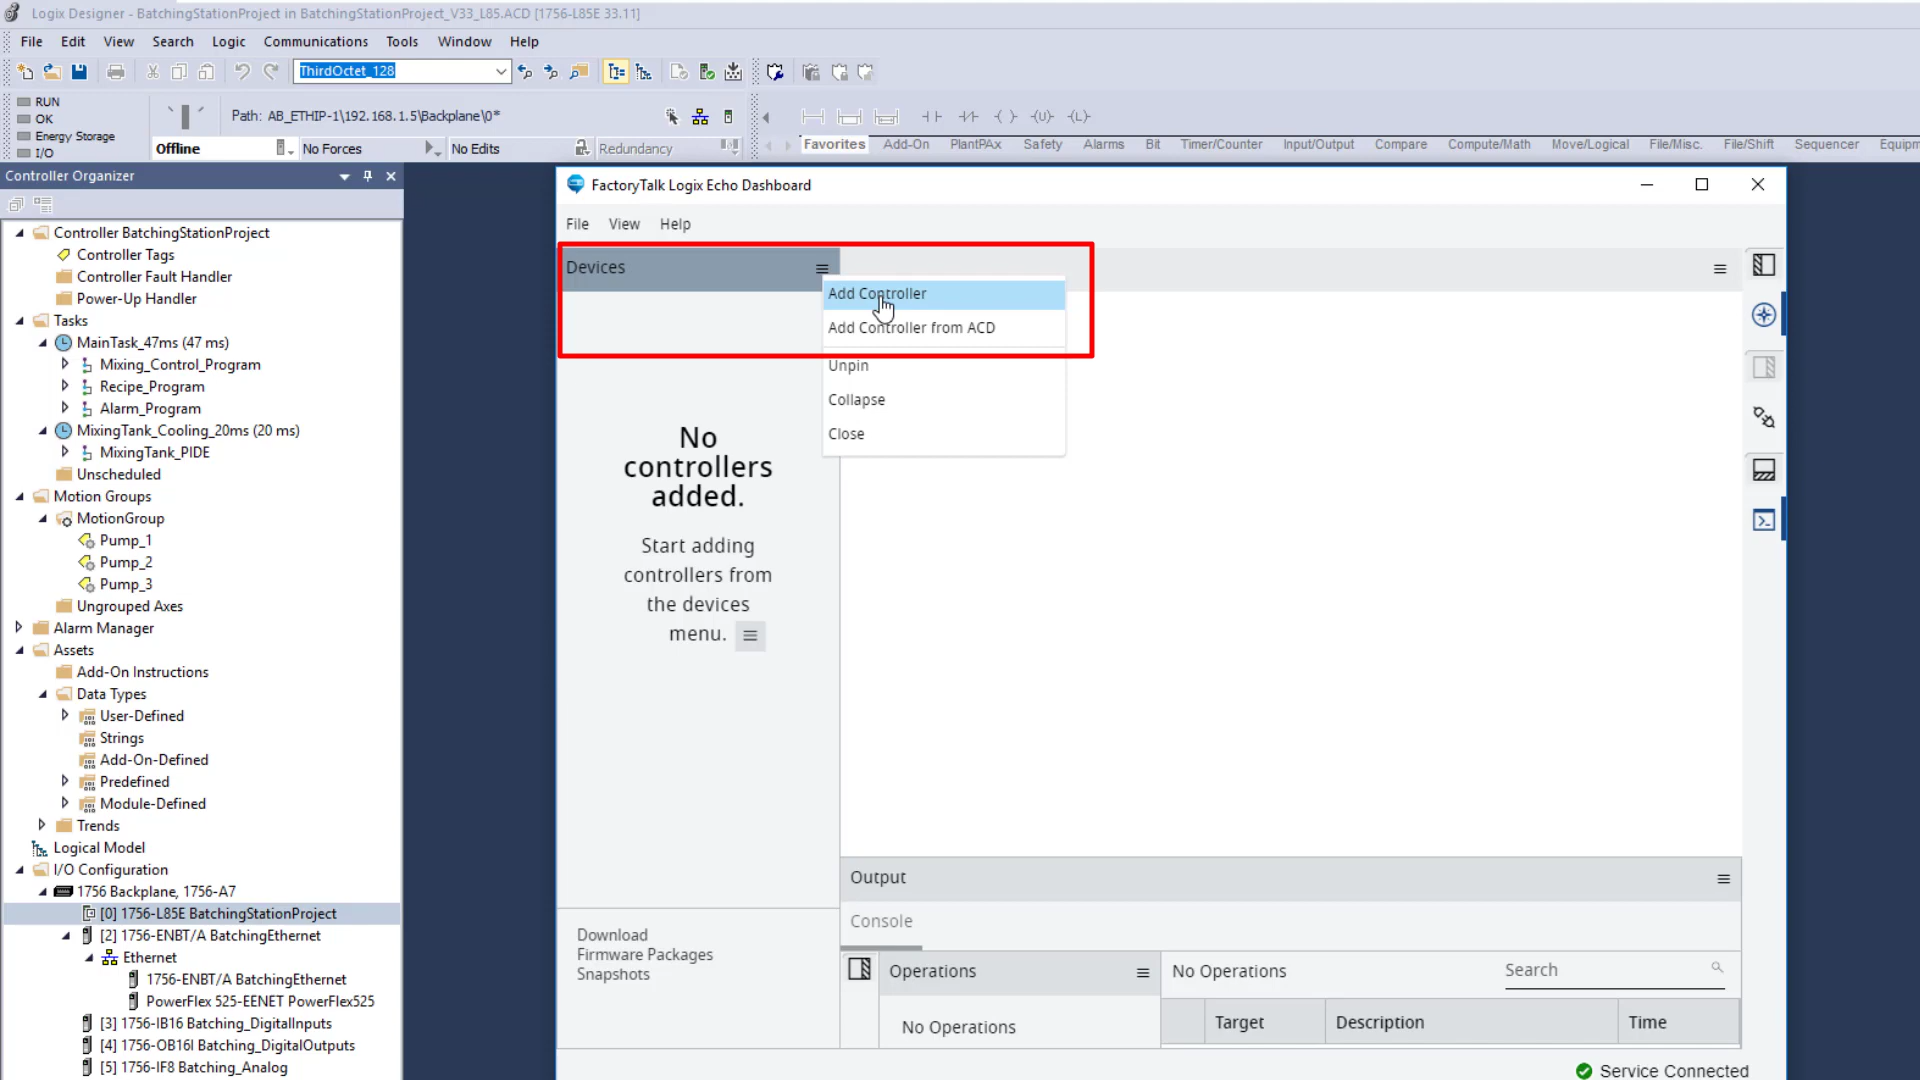 Logix Designer - BatchingStationProject in BatchingStationProject_V33_L85.ACD [1756-L85E 33.11]
File Edit View Search Logic Communications Tools Window Help
ThirdOctet_128
RUN
OK
Energy Storage
I/O
Path: AB_ETHIP-1\192.168.1.5\Backplane\0*
Offline No Forces No Edits Redundancy
Favorites Add-On PlantPAx Safety Alarms Bit Timer/Counter Input/Output Compare Compute/Math Move/Logical File/Misc. File/Shift Sequencer Equipm
Controller Organizer
Controller BatchingStationProject
Controller Tags
Controller Fault Handler
Power-Up Handler
Tasks
MainTask_47ms (47 ms)
Mixing_Control_Program
Recipe_Program
Alarm_Program
MixingTank_Cooling_20ms (20 ms)
MixingTank_PIDE
Unscheduled
Motion Groups
MotionGroup
Pump_1
Pump_2
Pump_3
Ungrouped Axes
Alarm Manager
Assets
Add-On Instructions
Data Types
User-Defined
Strings
Add-On-Defined
Predefined
Module-Defined
Trends
Logical Model
I/O Configuration
1756 Backplane, 1756-A7
[0] 1756-L85E BatchingStationProject
[2] 1756-ENBT/A BatchingEthernet
Ethernet
1756-ENBT/A BatchingEthernet
PowerFlex 525-EENET PowerFlex525
[3] 1756-IB16 Batching_DigitalInputs
[4] 1756-OB16I Batching_DigitalOutputs
[5] 1756-IF8 Batching_Analog
FactoryTalk Logix Echo Dashboard
File View Help
Devices
Add Controller
Add Controller from ACD
Unpin
Collapse
Close
No
controllers
added.
Start adding
controllers from
the devices
menu.
Download
Firmware Packages
Snapshots
Output
Console
Operations
No Operations
No Operations
Search
Target Description Time
Service Connected